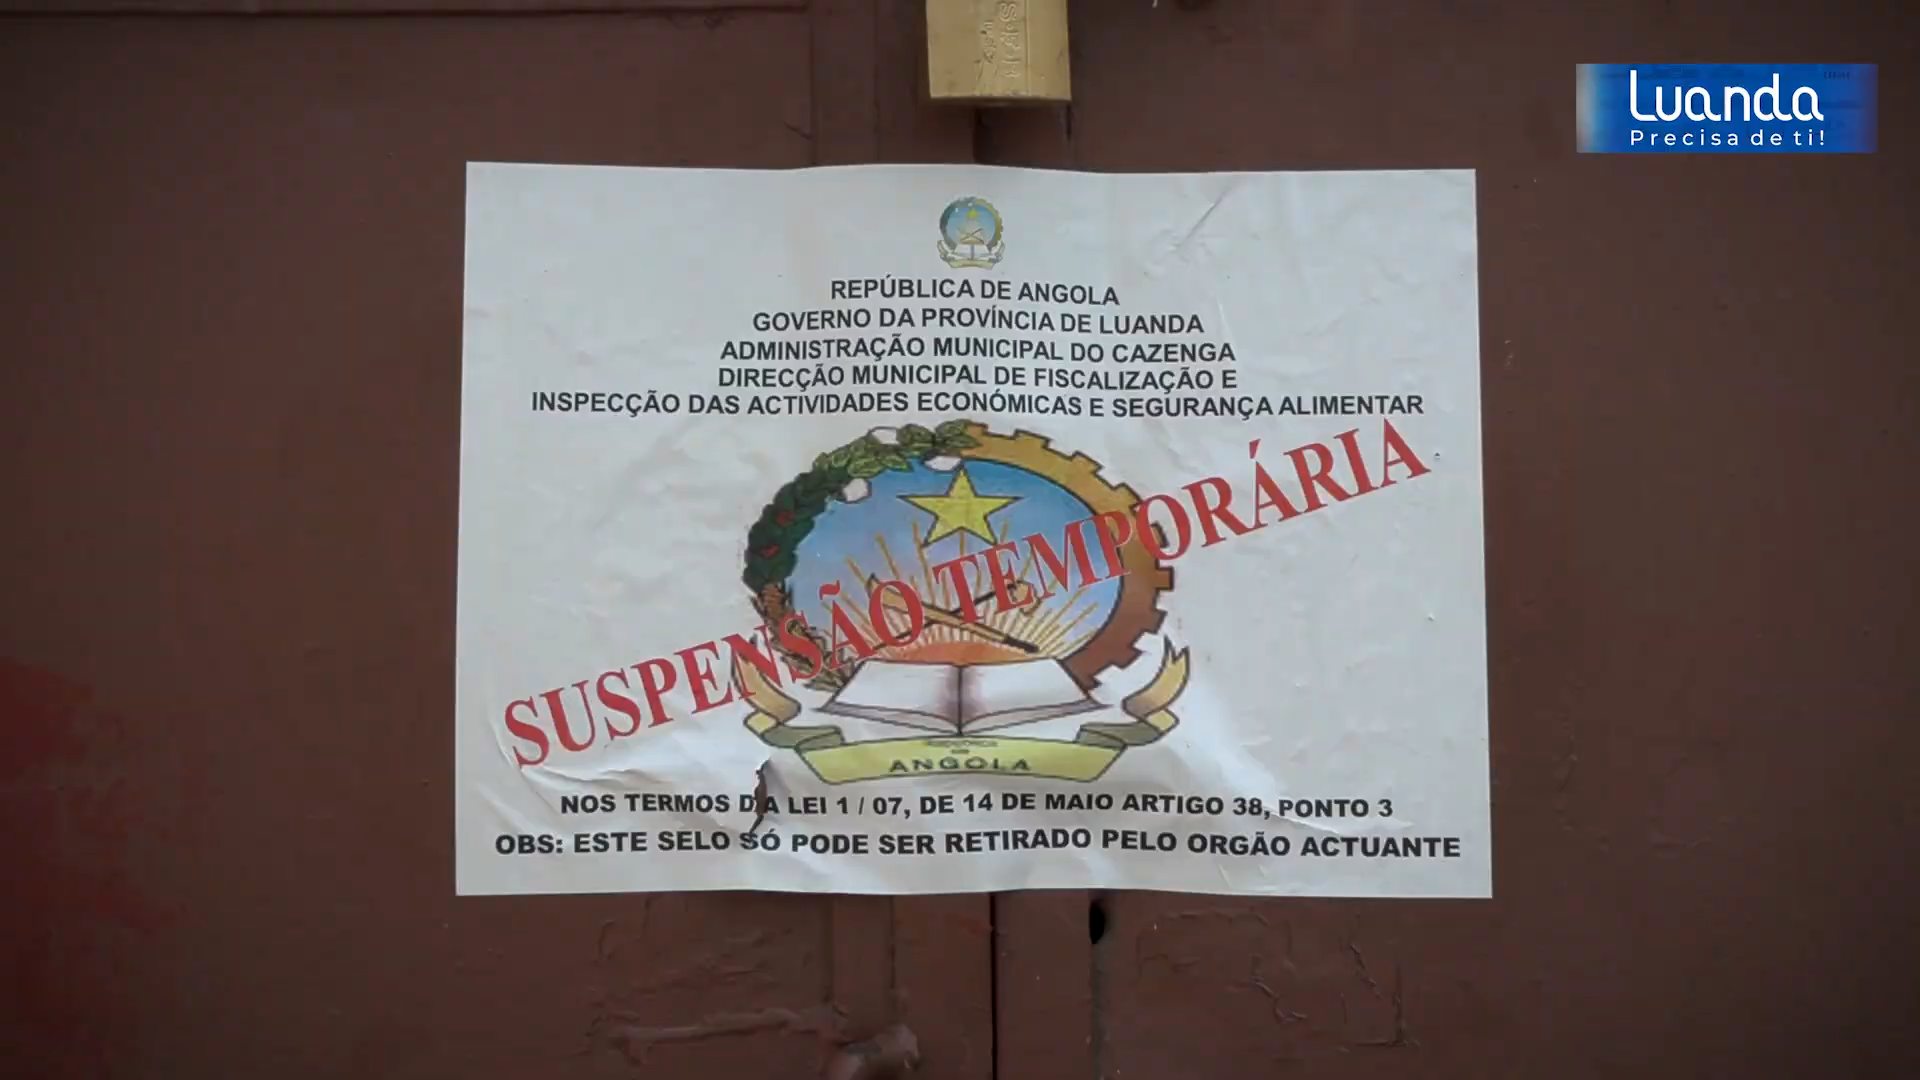 Luanda
Precisa de ti!
REPÚBLICA DE ANGOLA
GOVERNO DA PROVÍNCIA DE LUANDA
ADMINISTRAÇÃO MUNICIPAL DO CAZENGA
DIRECÇÃO MUNICIPAL DE FISCALIZAÇÃO E
INSPECÇÃO DAS ACTIVIDADES ECONÓMICAS E SEGURANÇA ALIMENTAR
SUSPENSÃO TEMPORÁRIA
ANGOLA
NOS TERMOS DA LEI 1 / 07, DE 14 DE MAIO ARTIGO 38, PONTO 3
OBS: ESTE SELO SÓ PODE SER RETIRADO PELO ORGÃO ACTUANTE